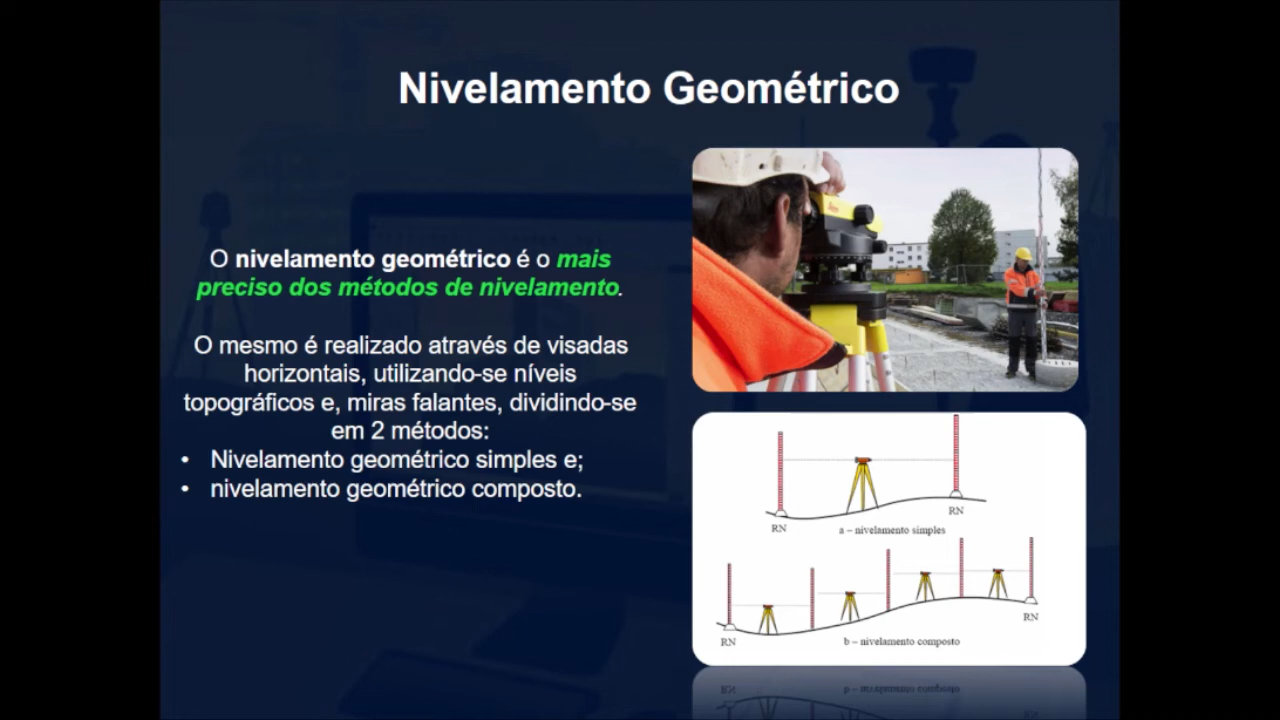 Nivelamento Geométrico
O nivelamento geométrico é o mais
preciso dos métodos de nivelamento.
O mesmo é realizado através de visadas
horizontais, utilizando-se níveis
topográficos e, miras falantes, dividindo-se
em 2 métodos:
• Nivelamento geométrico simples e;
• nivelamento geométrico composto.
RN
RN
a – nivelamento simples
RN
RN
b – nivelamento composto